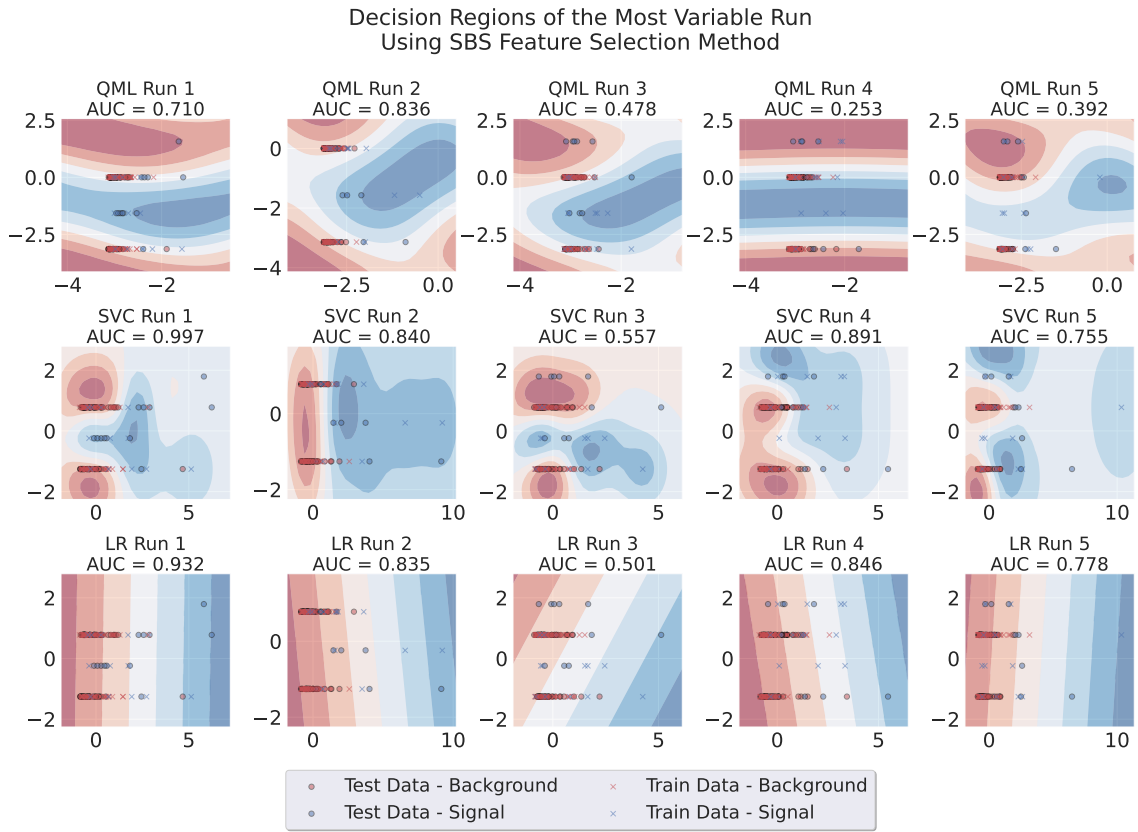 Decision Regions of the Most Variable Run
Using SBS Feature Selection Method
QML Run 1
AUC = 0.710
QML Run 2
AUC = 0.836
QML Run 3
AUC = 0.478
QML Run 4
AUC = 0.253
QML Run 5
AUC = 0.392
2.5
0.0
−2.5
−4
−2
0
−2
−4
−2.5
0.0
2.5
0.0
−2.5
−4
−2
2.5
0.0
−2.5
−4
−2
2.5
0.0
−2.5
−2.5
0.0
SVC Run 1
AUC = 0.997
SVC Run 2
AUC = 0.840
SVC Run 3
AUC = 0.557
SVC Run 4
AUC = 0.891
SVC Run 5
AUC = 0.755
2
0
−2
0
5
0
−2
0
10
2
0
−2
0
5
2
0
−2
0
5
2
0
−2
0
10
LR Run 1
AUC = 0.932
LR Run 2
AUC = 0.835
LR Run 3
AUC = 0.501
LR Run 4
AUC = 0.846
LR Run 5
AUC = 0.778
2
0
−2
0
5
0
−2
0
10
2
0
−2
0
5
2
0
−2
0
5
2
0
−2
0
10
Test Data - Background
Train Data - Background
Test Data - Signal
Train Data - Signal